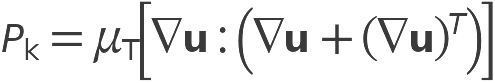 P_k = μ_T[∇𝐮 : (∇𝐮 + (∇𝐮)^T)]